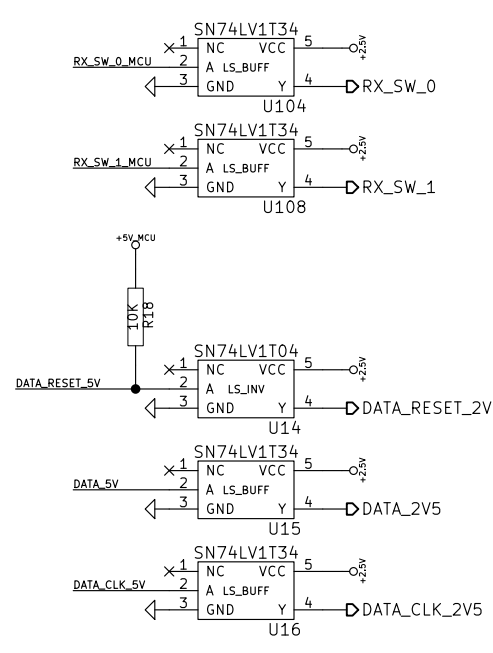 SN74LV1T34
1 NC VCC 5 +2.5V
RX_SW_0_MCU 2 A LS_BUFF
3 GND Y 4 RX_SW_0
U104
SN74LV1T34
1 NC VCC 5 +2.5V
RX_SW_1_MCU 2 A LS_BUFF
3 GND Y 4 RX_SW_1
U108
+5V_MCU
10K R18
SN74LV1T04
1 NC VCC 5 +2.5V
DATA_RESET_5V 2 A LS_INV
3 GND Y 4 DATA_RESET_2V
U14
SN74LV1T34
1 NC VCC 5 +2.5V
DATA_5V 2 A LS_BUFF
3 GND Y 4 DATA_2V5
U15
SN74LV1T34
1 NC VCC 5 +2.5V
DATA_CLK_5V 2 A LS_BUFF
3 GND Y 4 DATA_CLK_2V5
U16